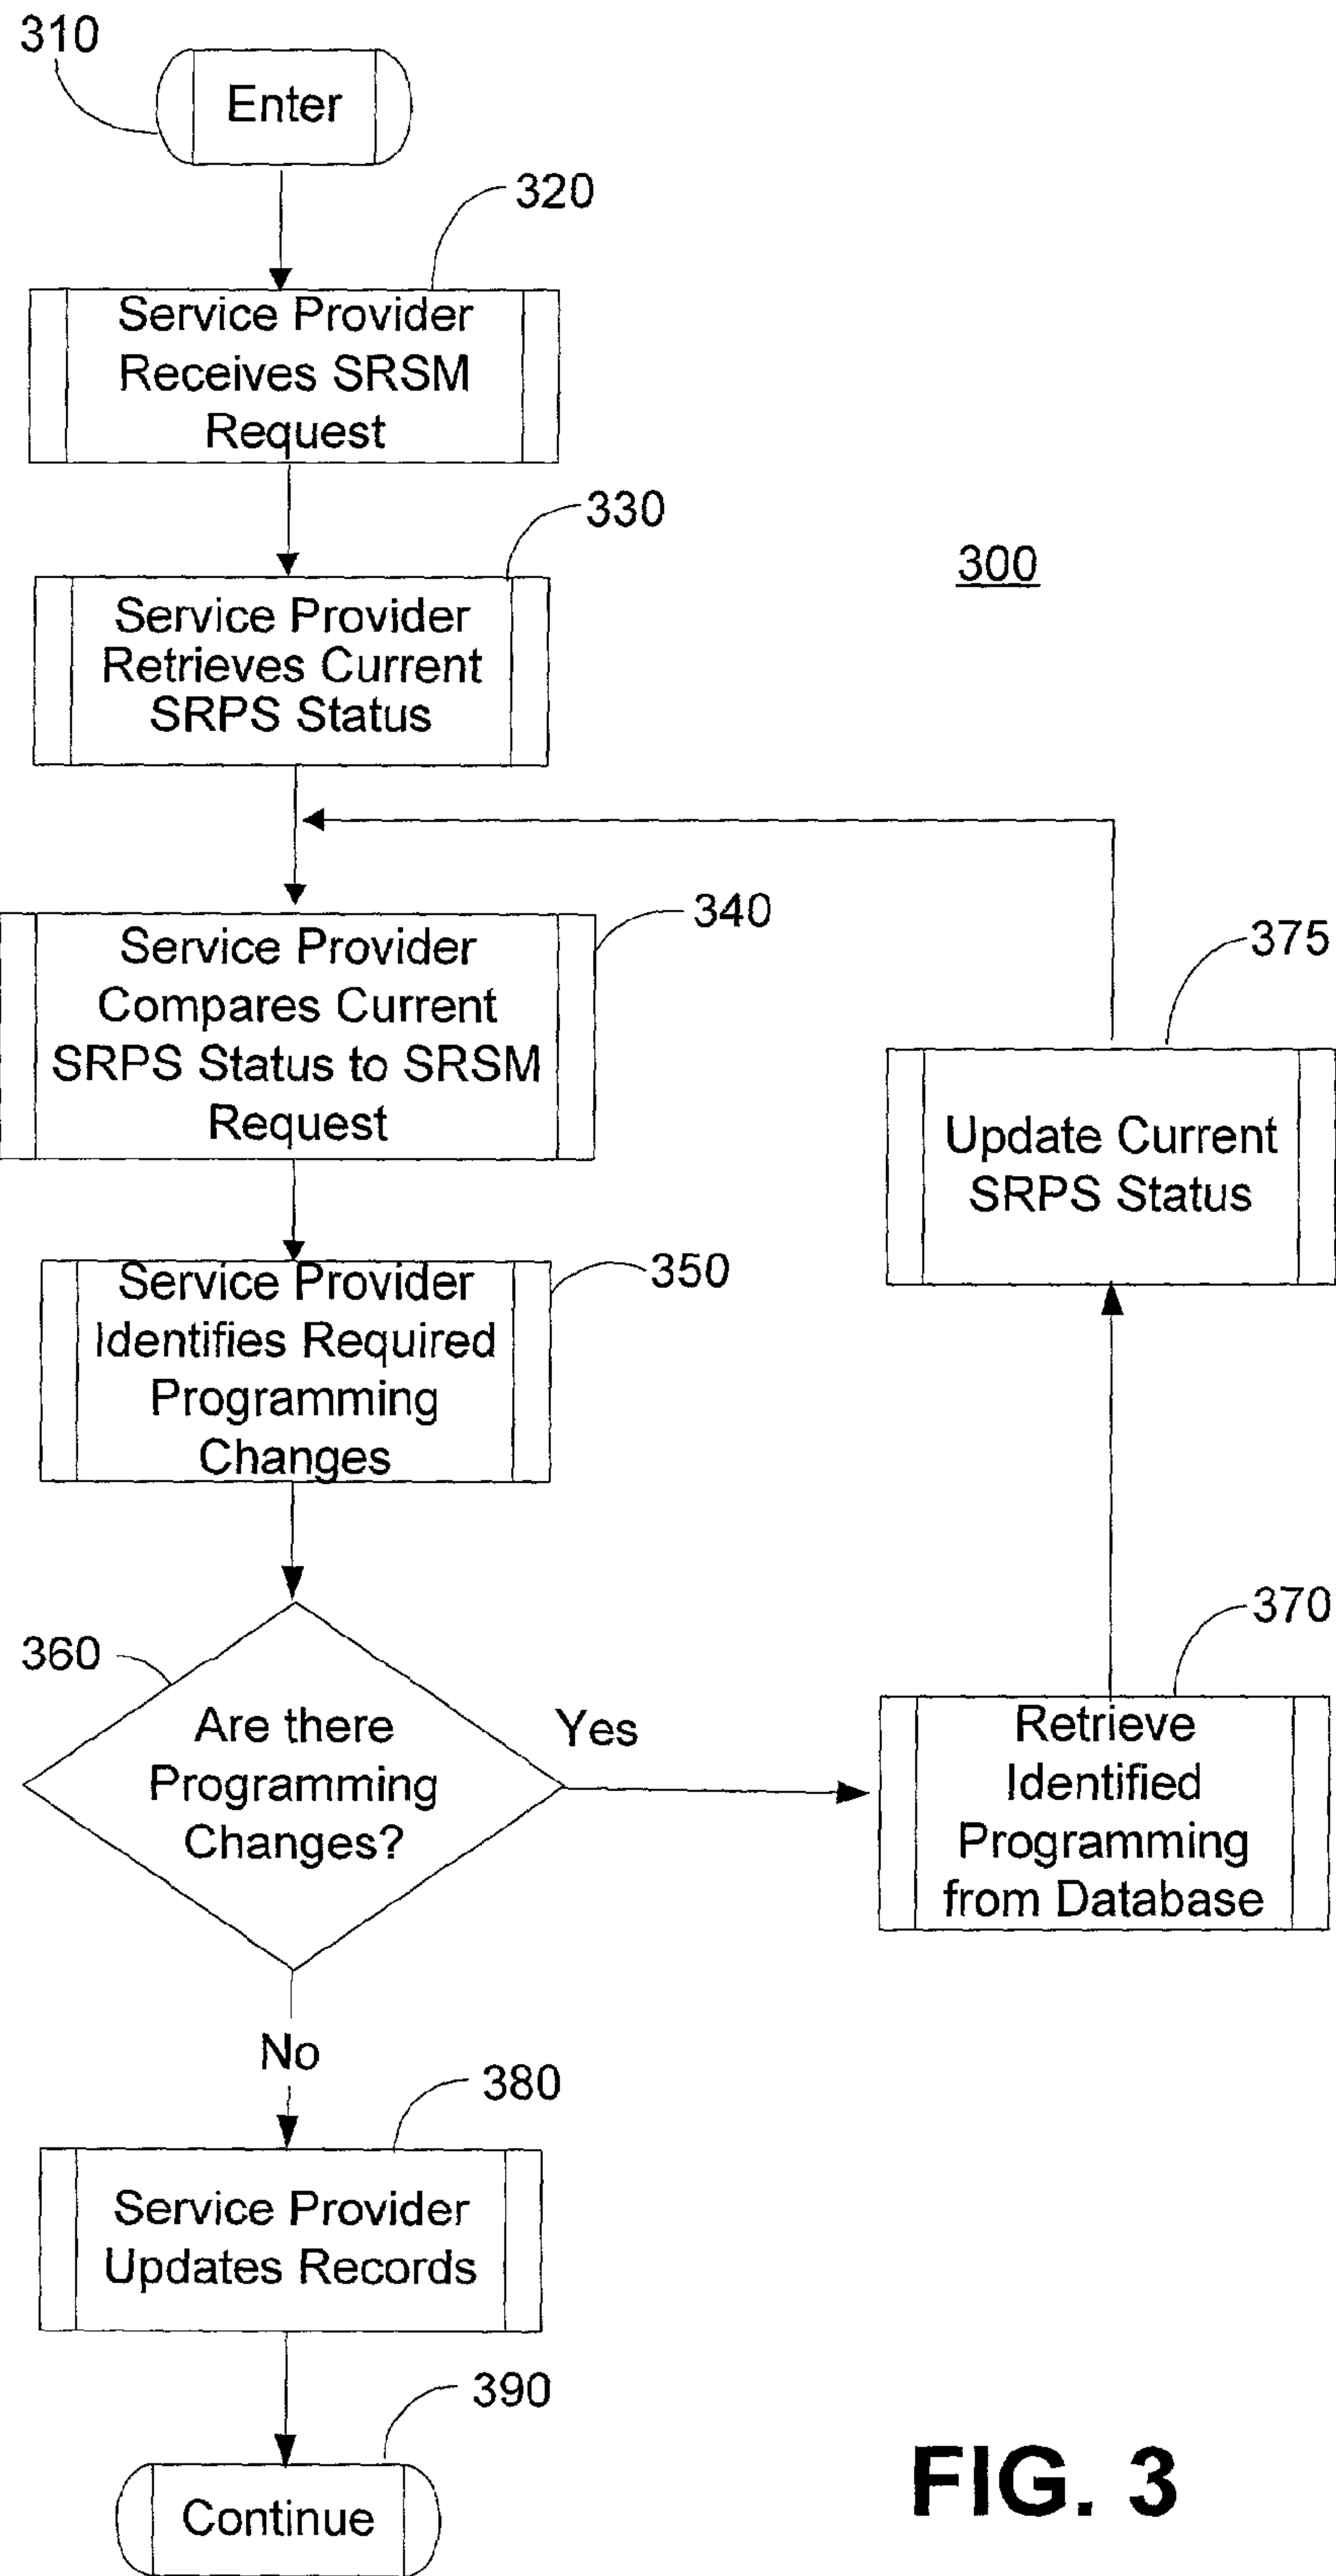 310
Enter
320
Service Provider
Receives SRSM
Request
330
Service Provider
Retrieves Current
SRPS Status
300
340
Service Provider
Compares Current
SRPS Status to SRSM
Request
375
Update Current
SRPS Status
350
Service Provider
Identifies Required
Programming
Changes
360
Are there
Programming
Changes?
Yes
370
Retrieve
Identified
Programming
from Database
No
380
Service Provider
Updates Records
390
Continue
FIG. 3